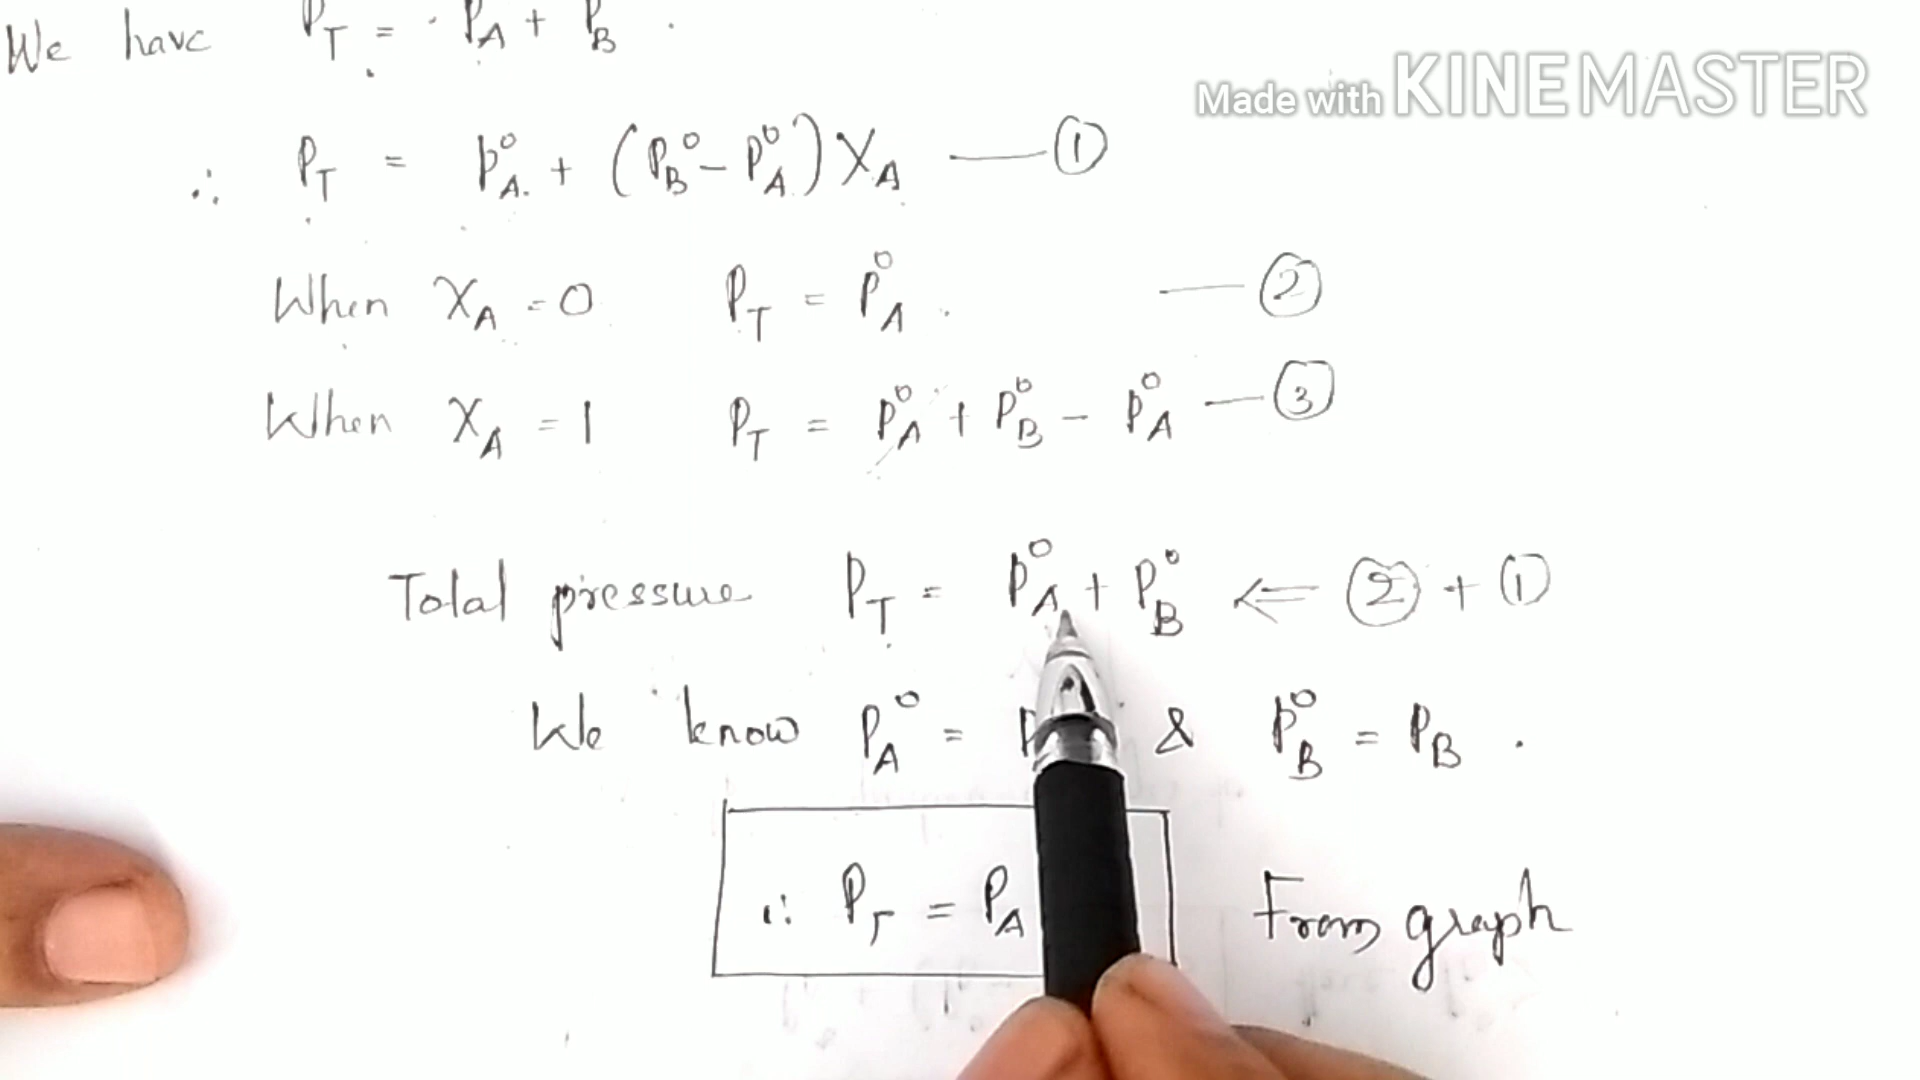 We have P_T = P_A + P_B
Made with KINEMASTER
∴ P_T = P°_A + (P°_B - P°_A) X_A —— ①
When X_A = 0 P_T = P°_A. —— ②
When X_A = 1 P_T = P°_A + P°_B - P°_A —— ③
Total pressure P_T = P°_A + P°_B ⇐ ② + ①
We know P°_A = P & P°_B = P_B.
∴ P_T = P_A
From graph